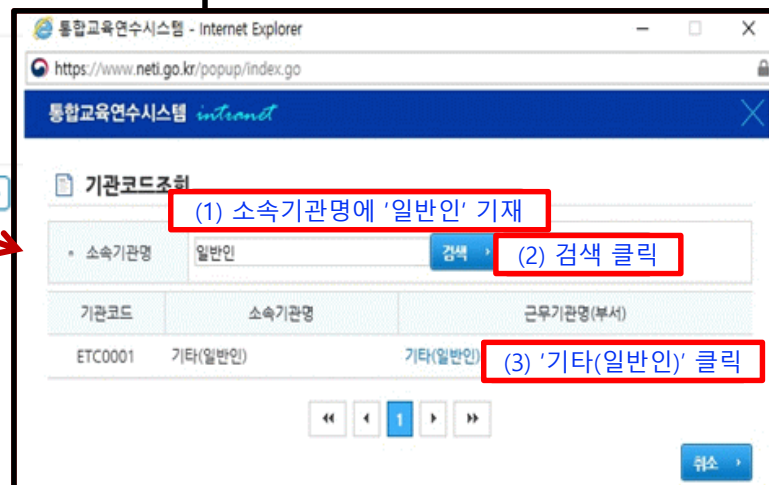 통합교육연수시스템 - Internet Explorer
https://www.neti.go.kr/popup/index.go
통합교육연수시스템 intranet
기관코드조회
(1) 소속기관명에 ‘일반인’ 기재
소속기관명 일반인 검색 (2) 검색 클릭
기관코드 소속기관명 근무기관명(부서)
ETC0001 기타(일반인) 기타(일반인) (3) ‘기타(일반인)’ 클릭
1
취소